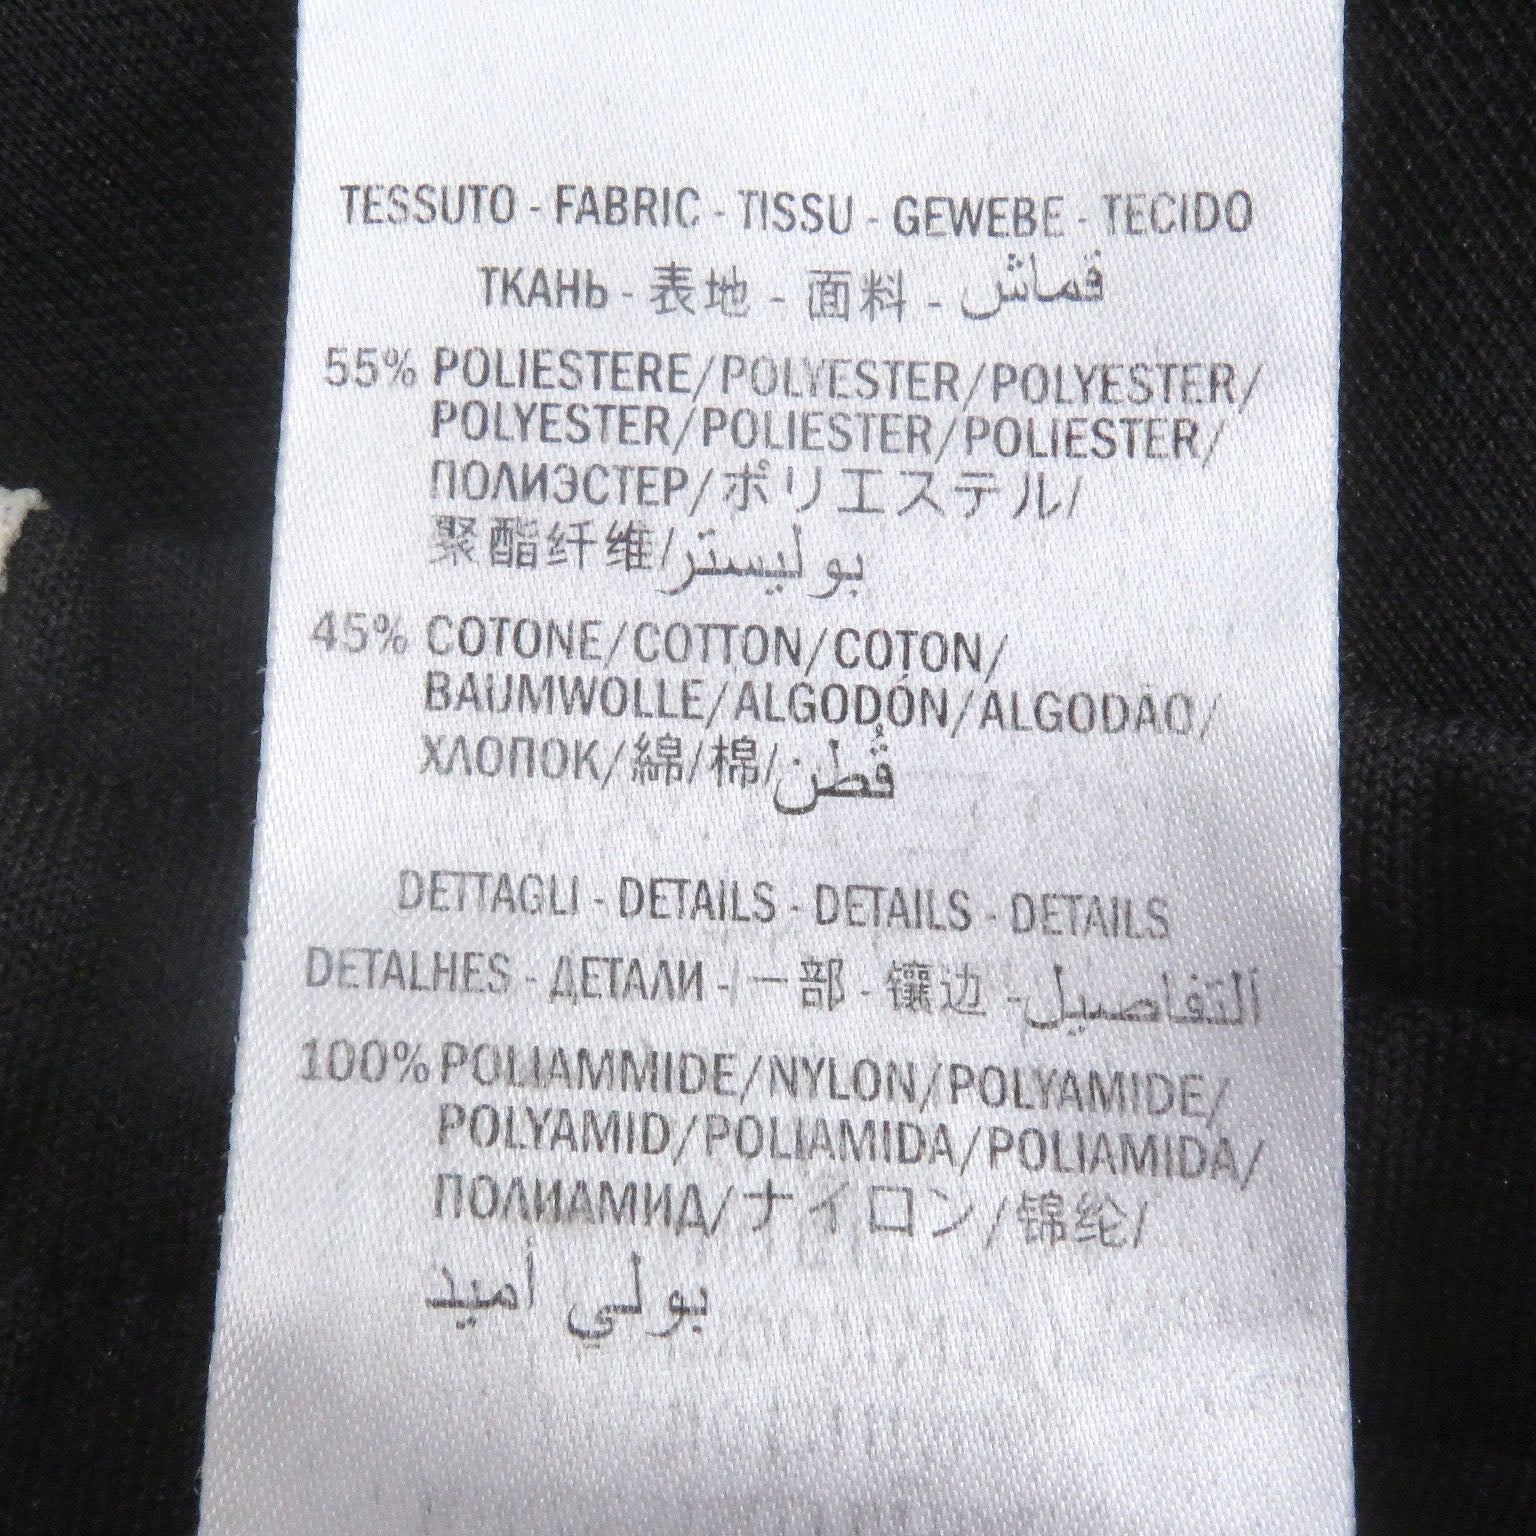 TESSUTO - FABRIC - TISSU - GEWEBE - TECIDO
ТКАНЬ - 表地 - 面料 - قماش
55% POLIESTERE/POLYESTER/POLYESTER/
POLYESTER/POLIESTER/POLIESTER/
ПОЛИЭСТЕР/ポリエステル/
聚酯纤维/بوليستر
45% COTONE/COTTON/COTON/
BAUMWOLLE/ALGODÓN/ALGODÃO/
ХЛОПОК/綿/棉/قُطن
DETTAGLI - DETAILS - DETAILS - DETAILS
DETALHES - ДЕТАЛИ - 一部 - 镶边 - التفاصيل
100% POLIAMMIDE/NYLON/POLYAMIDE/
POLYAMID/POLIAMIDA/POLIAMIDA/
ПОЛИАМИД/ナイロン/锦纶/
بولي أميد